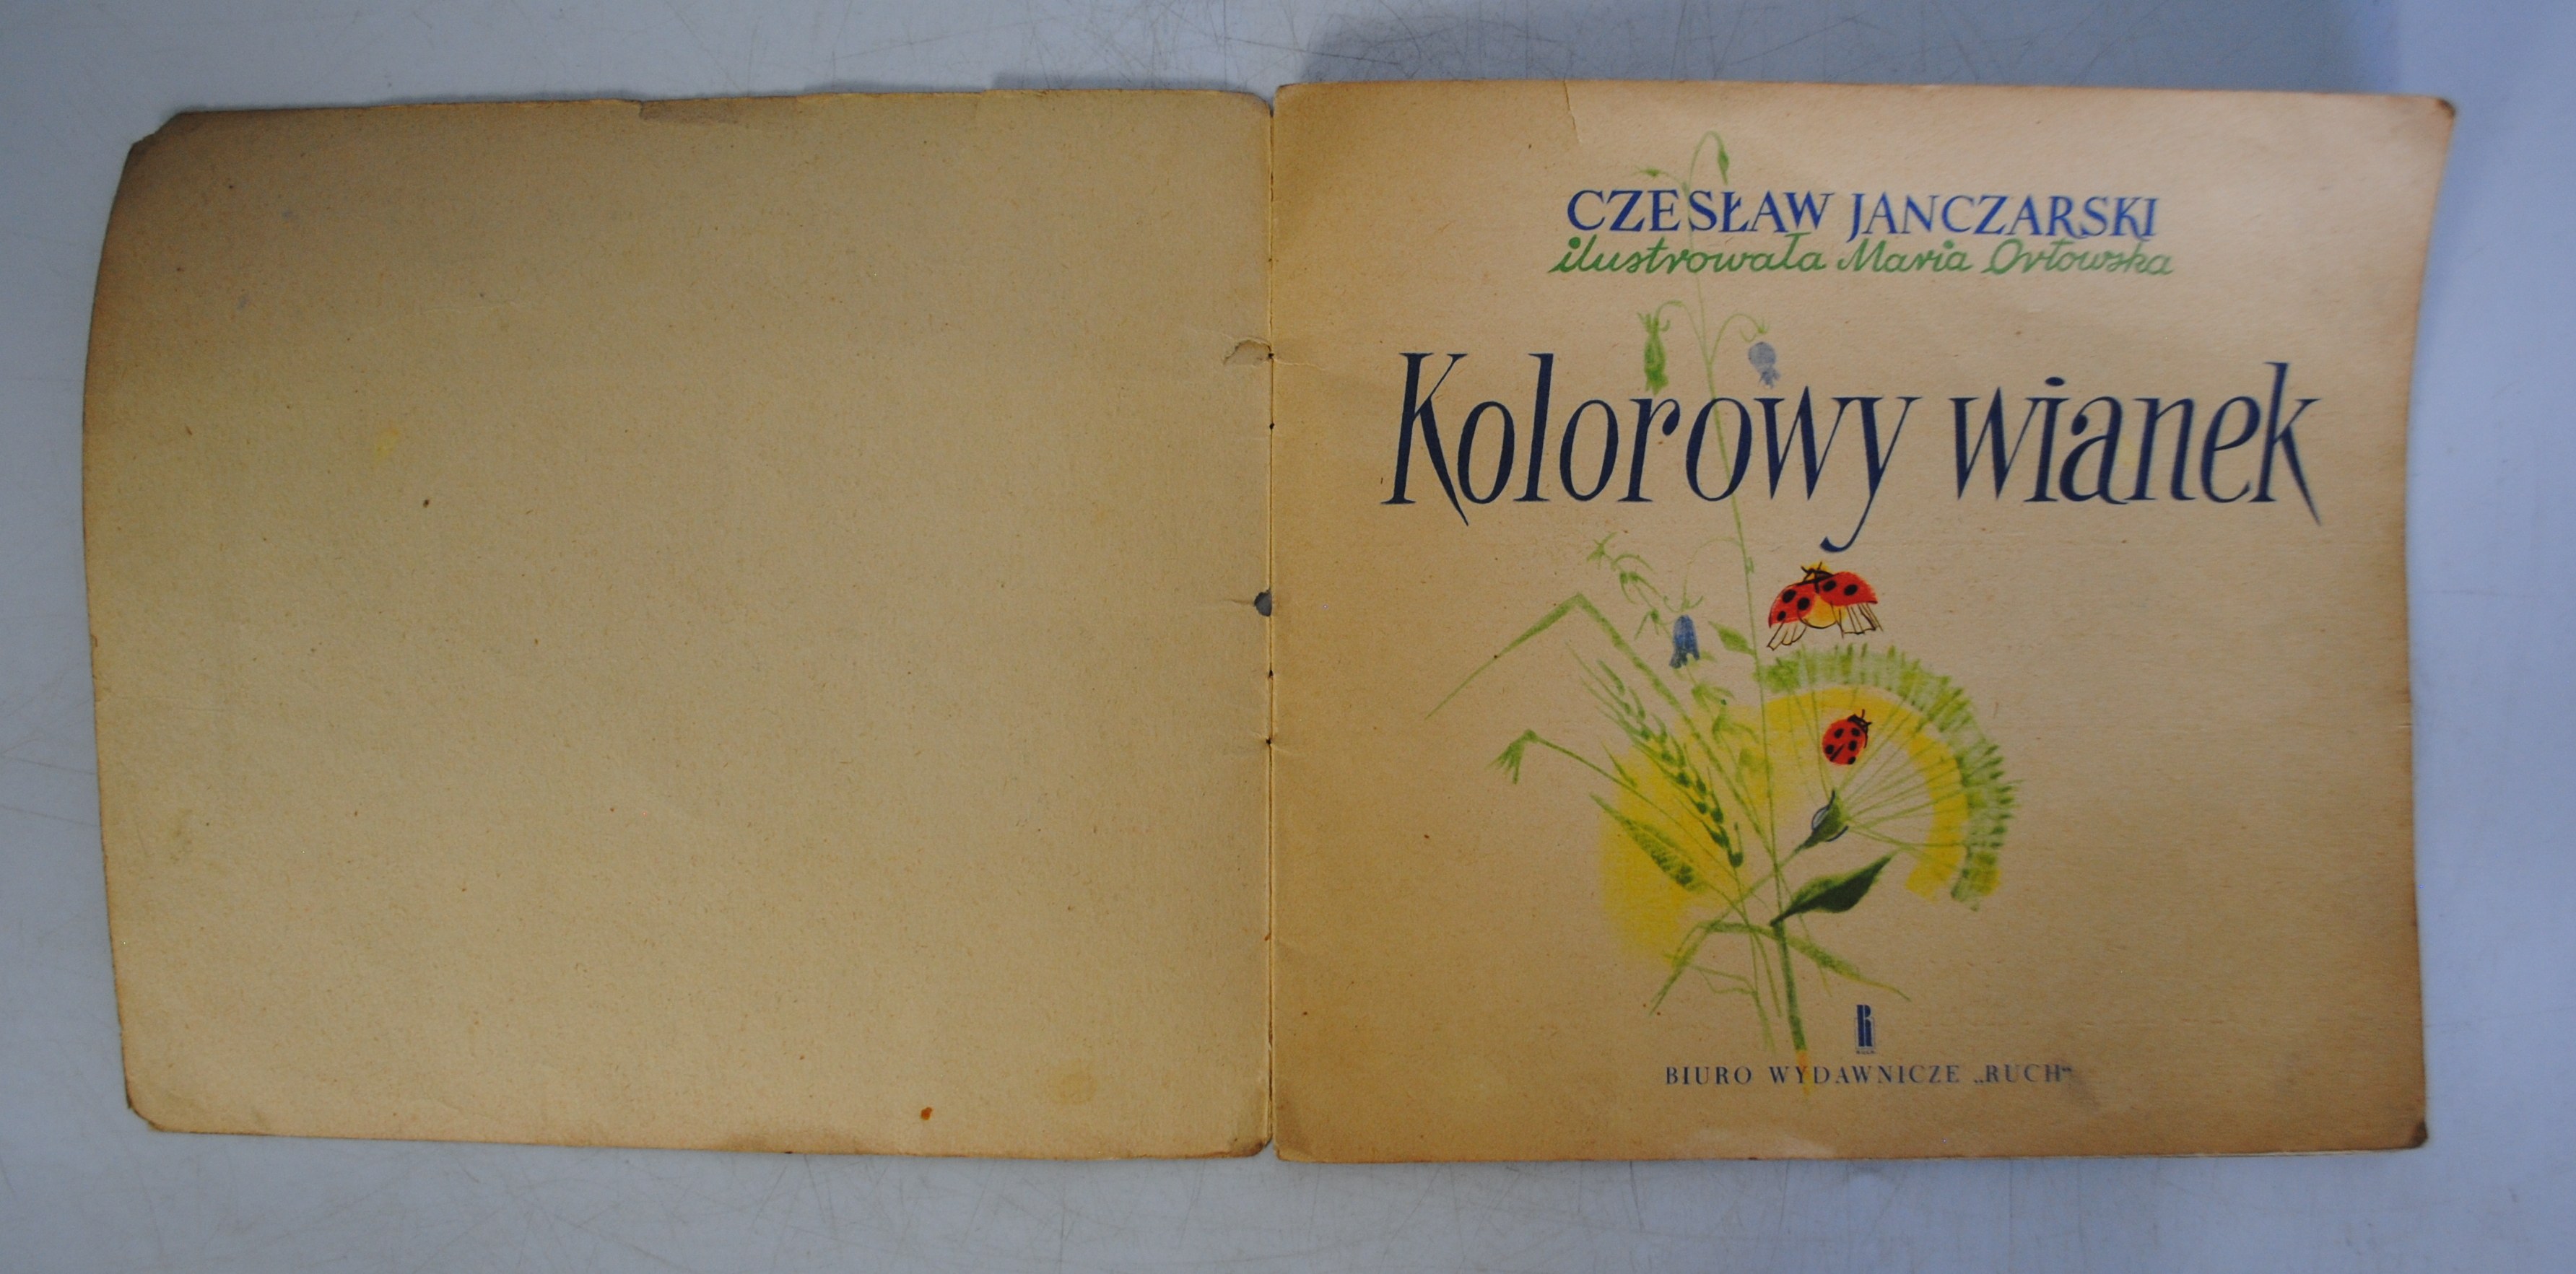 CZESŁAW JANCZARSKI
ilustrowała Maria Orłowska
Kolorowy wianek
BIURO WYDAWNICZE „RUCH"